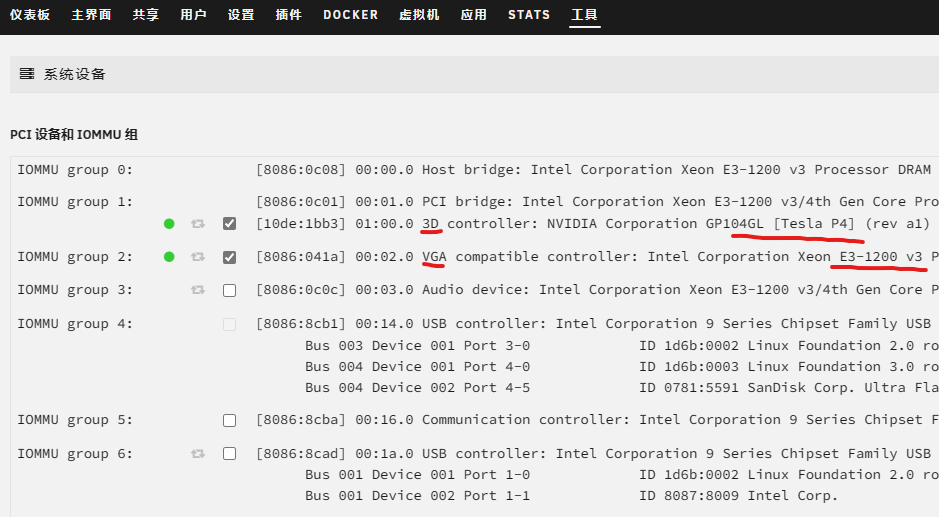 仪表板 主界面 共享 用户 设置 插件 DOCKER 虚拟机 应用 STATS 工具
系统设备
PCI 设备和 IOMMU 组
IOMMU group 0: [8086:0c08] 00:00.0 Host bridge: Intel Corporation Xeon E3-1200 v3 Processor DRAM
IOMMU group 1: [8086:0c01] 00:01.0 PCI bridge: Intel Corporation Xeon E3-1200 v3/4th Gen Core Pro
[10de:1bb3] 01:00.0 3D controller: NVIDIA Corporation GP104GL [Tesla P4] (rev a1)
IOMMU group 2: [8086:041a] 00:02.0 VGA compatible controller: Intel Corporation Xeon E3-1200 v3 P
IOMMU group 3: [8086:0c0c] 00:03.0 Audio device: Intel Corporation Xeon E3-1200 v3/4th Gen Core P
IOMMU group 4: [8086:8cb1] 00:14.0 USB controller: Intel Corporation 9 Series Chipset Family USB
Bus 003 Device 001 Port 3-0 ID 1d6b:0002 Linux Foundation 2.0 ro
Bus 004 Device 001 Port 4-0 ID 1d6b:0003 Linux Foundation 3.0 ro
Bus 004 Device 002 Port 4-5 ID 0781:5591 SanDisk Corp. Ultra Fla
IOMMU group 5: [8086:8cba] 00:16.0 Communication controller: Intel Corporation 9 Series Chipset F
IOMMU group 6: [8086:8cad] 00:1a.0 USB controller: Intel Corporation 9 Series Chipset Family USB
Bus 001 Device 001 Port 1-0 ID 1d6b:0002 Linux Foundation 2.0 ro
Bus 001 Device 002 Port 1-1 ID 8087:8009 Intel Corp.